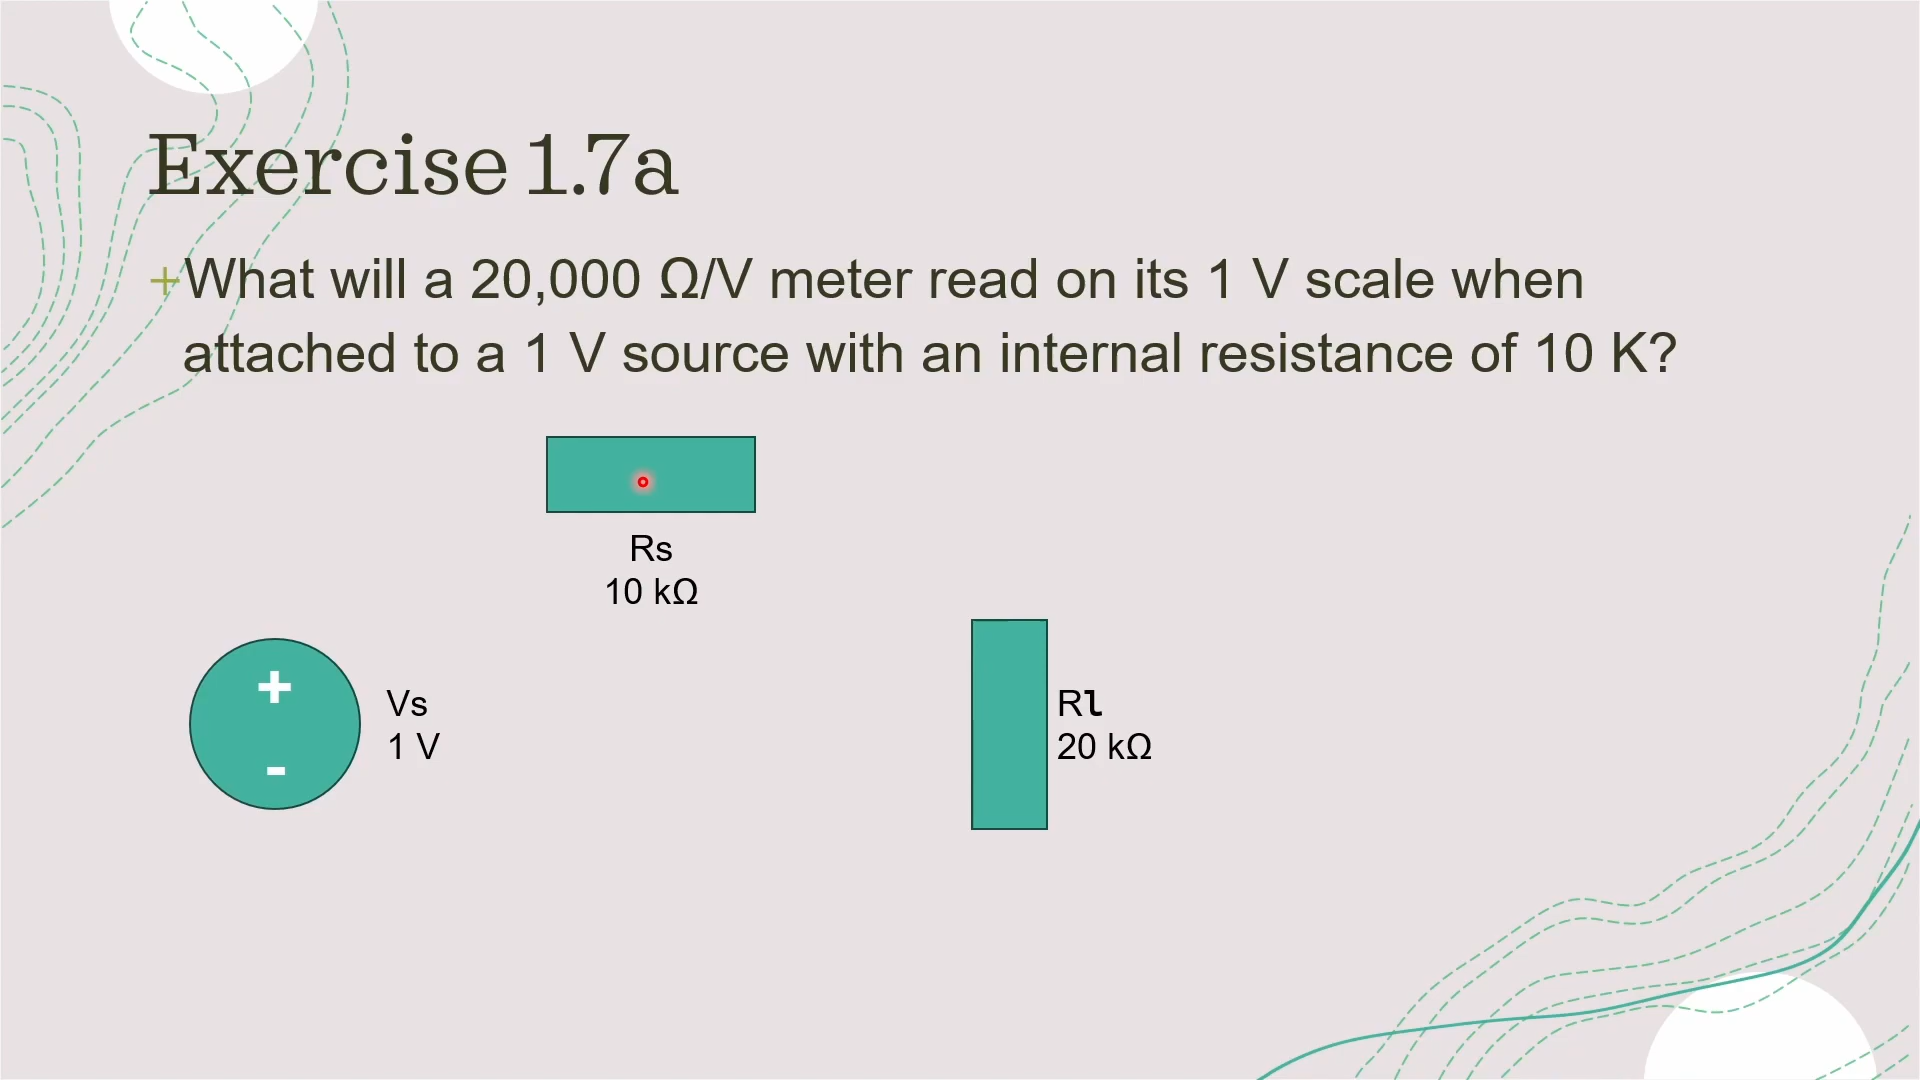 Exercise 1.7a
+What will a 20,000 Ω/V meter read on its 1 V scale when
attached to a 1 V source with an internal resistance of 10 K?
Rs
10 kΩ
+
-
Vs
1 V
Rl
20 kΩ